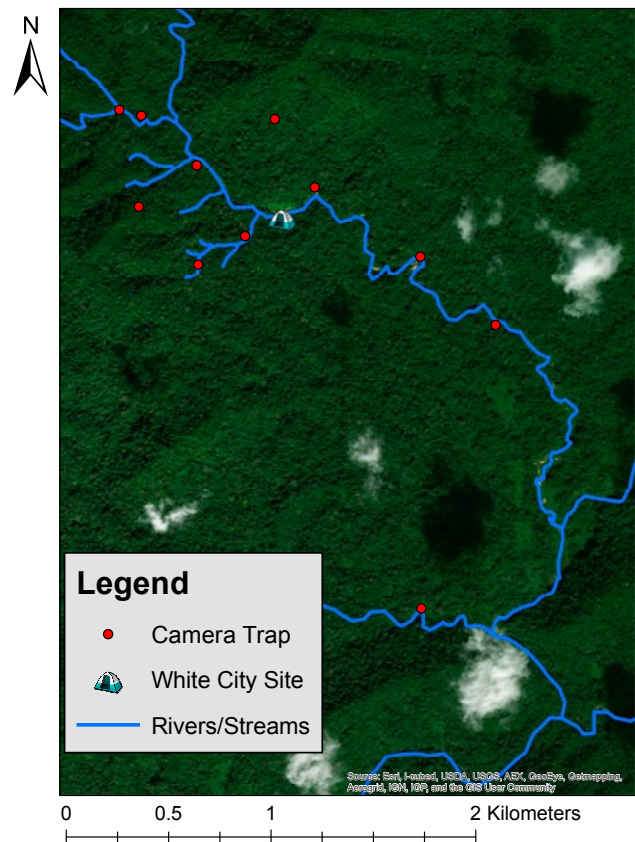 N
Legend
Camera Trap
White City Site
Rivers/Streams
Source: Esri, i-cubed, USDA, USGS, AEX, GeoEye, Getmapping,
Aerogrid, IGN, IGP, and the GIS User Community
0 0.5 1 2 Kilometers